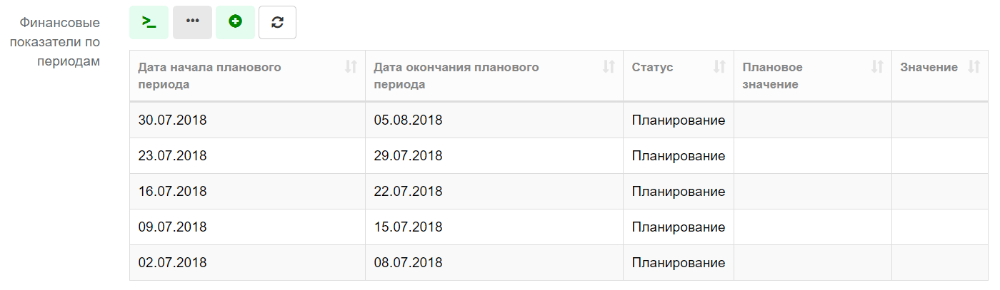 Финансовые
показатели по
периодам
Дата начала планового
периода
Дата окончания планового
периода
Статус
Плановое
значение
Значение
30.07.2018 05.08.2018 Планирование
23.07.2018 29.07.2018 Планирование
16.07.2018 22.07.2018 Планирование
09.07.2018 15.07.2018 Планирование
02.07.2018 08.07.2018 Планирование